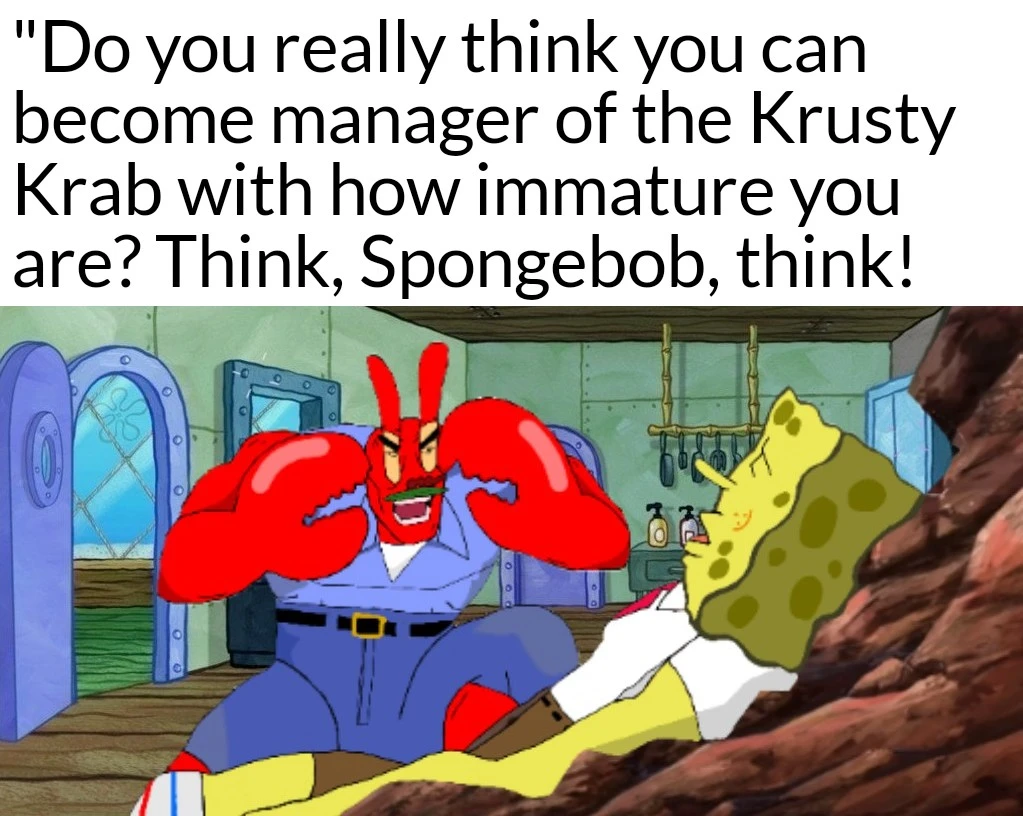 "Do you really think you can
become manager of the Krusty
Krab with how immature you
are? Think, Spongebob, think!